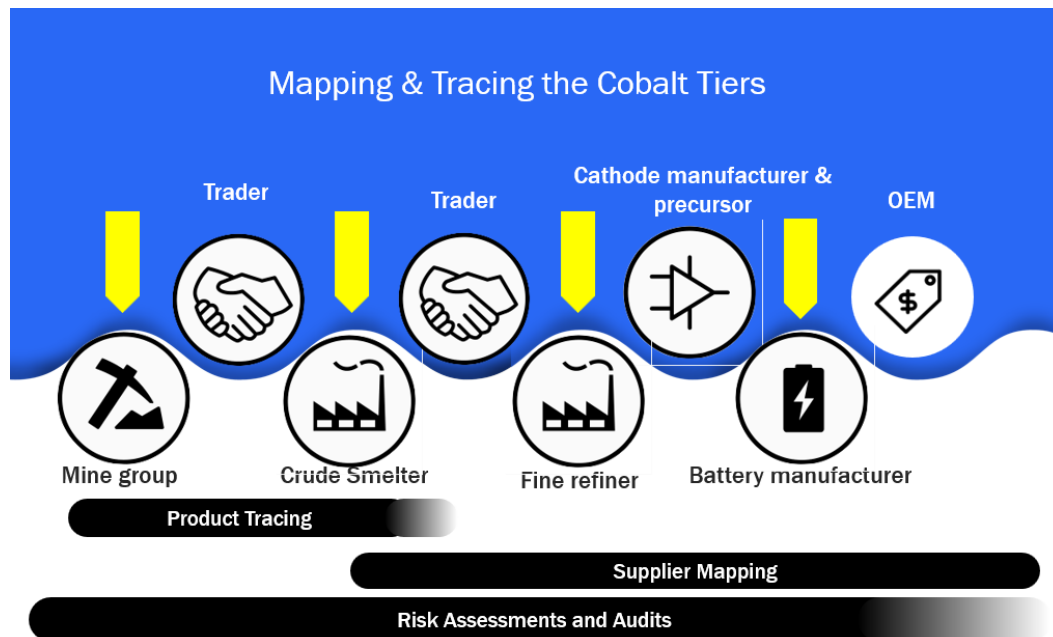 Mapping & Tracing the Cobalt Tiers
Trader
Trader
Cathode manufacturer &
precursor
OEM
$
Mine group
Crude Smelter
Fine refiner
Battery manufacturer
Product Tracing
Supplier Mapping
Risk Assessments and Audits